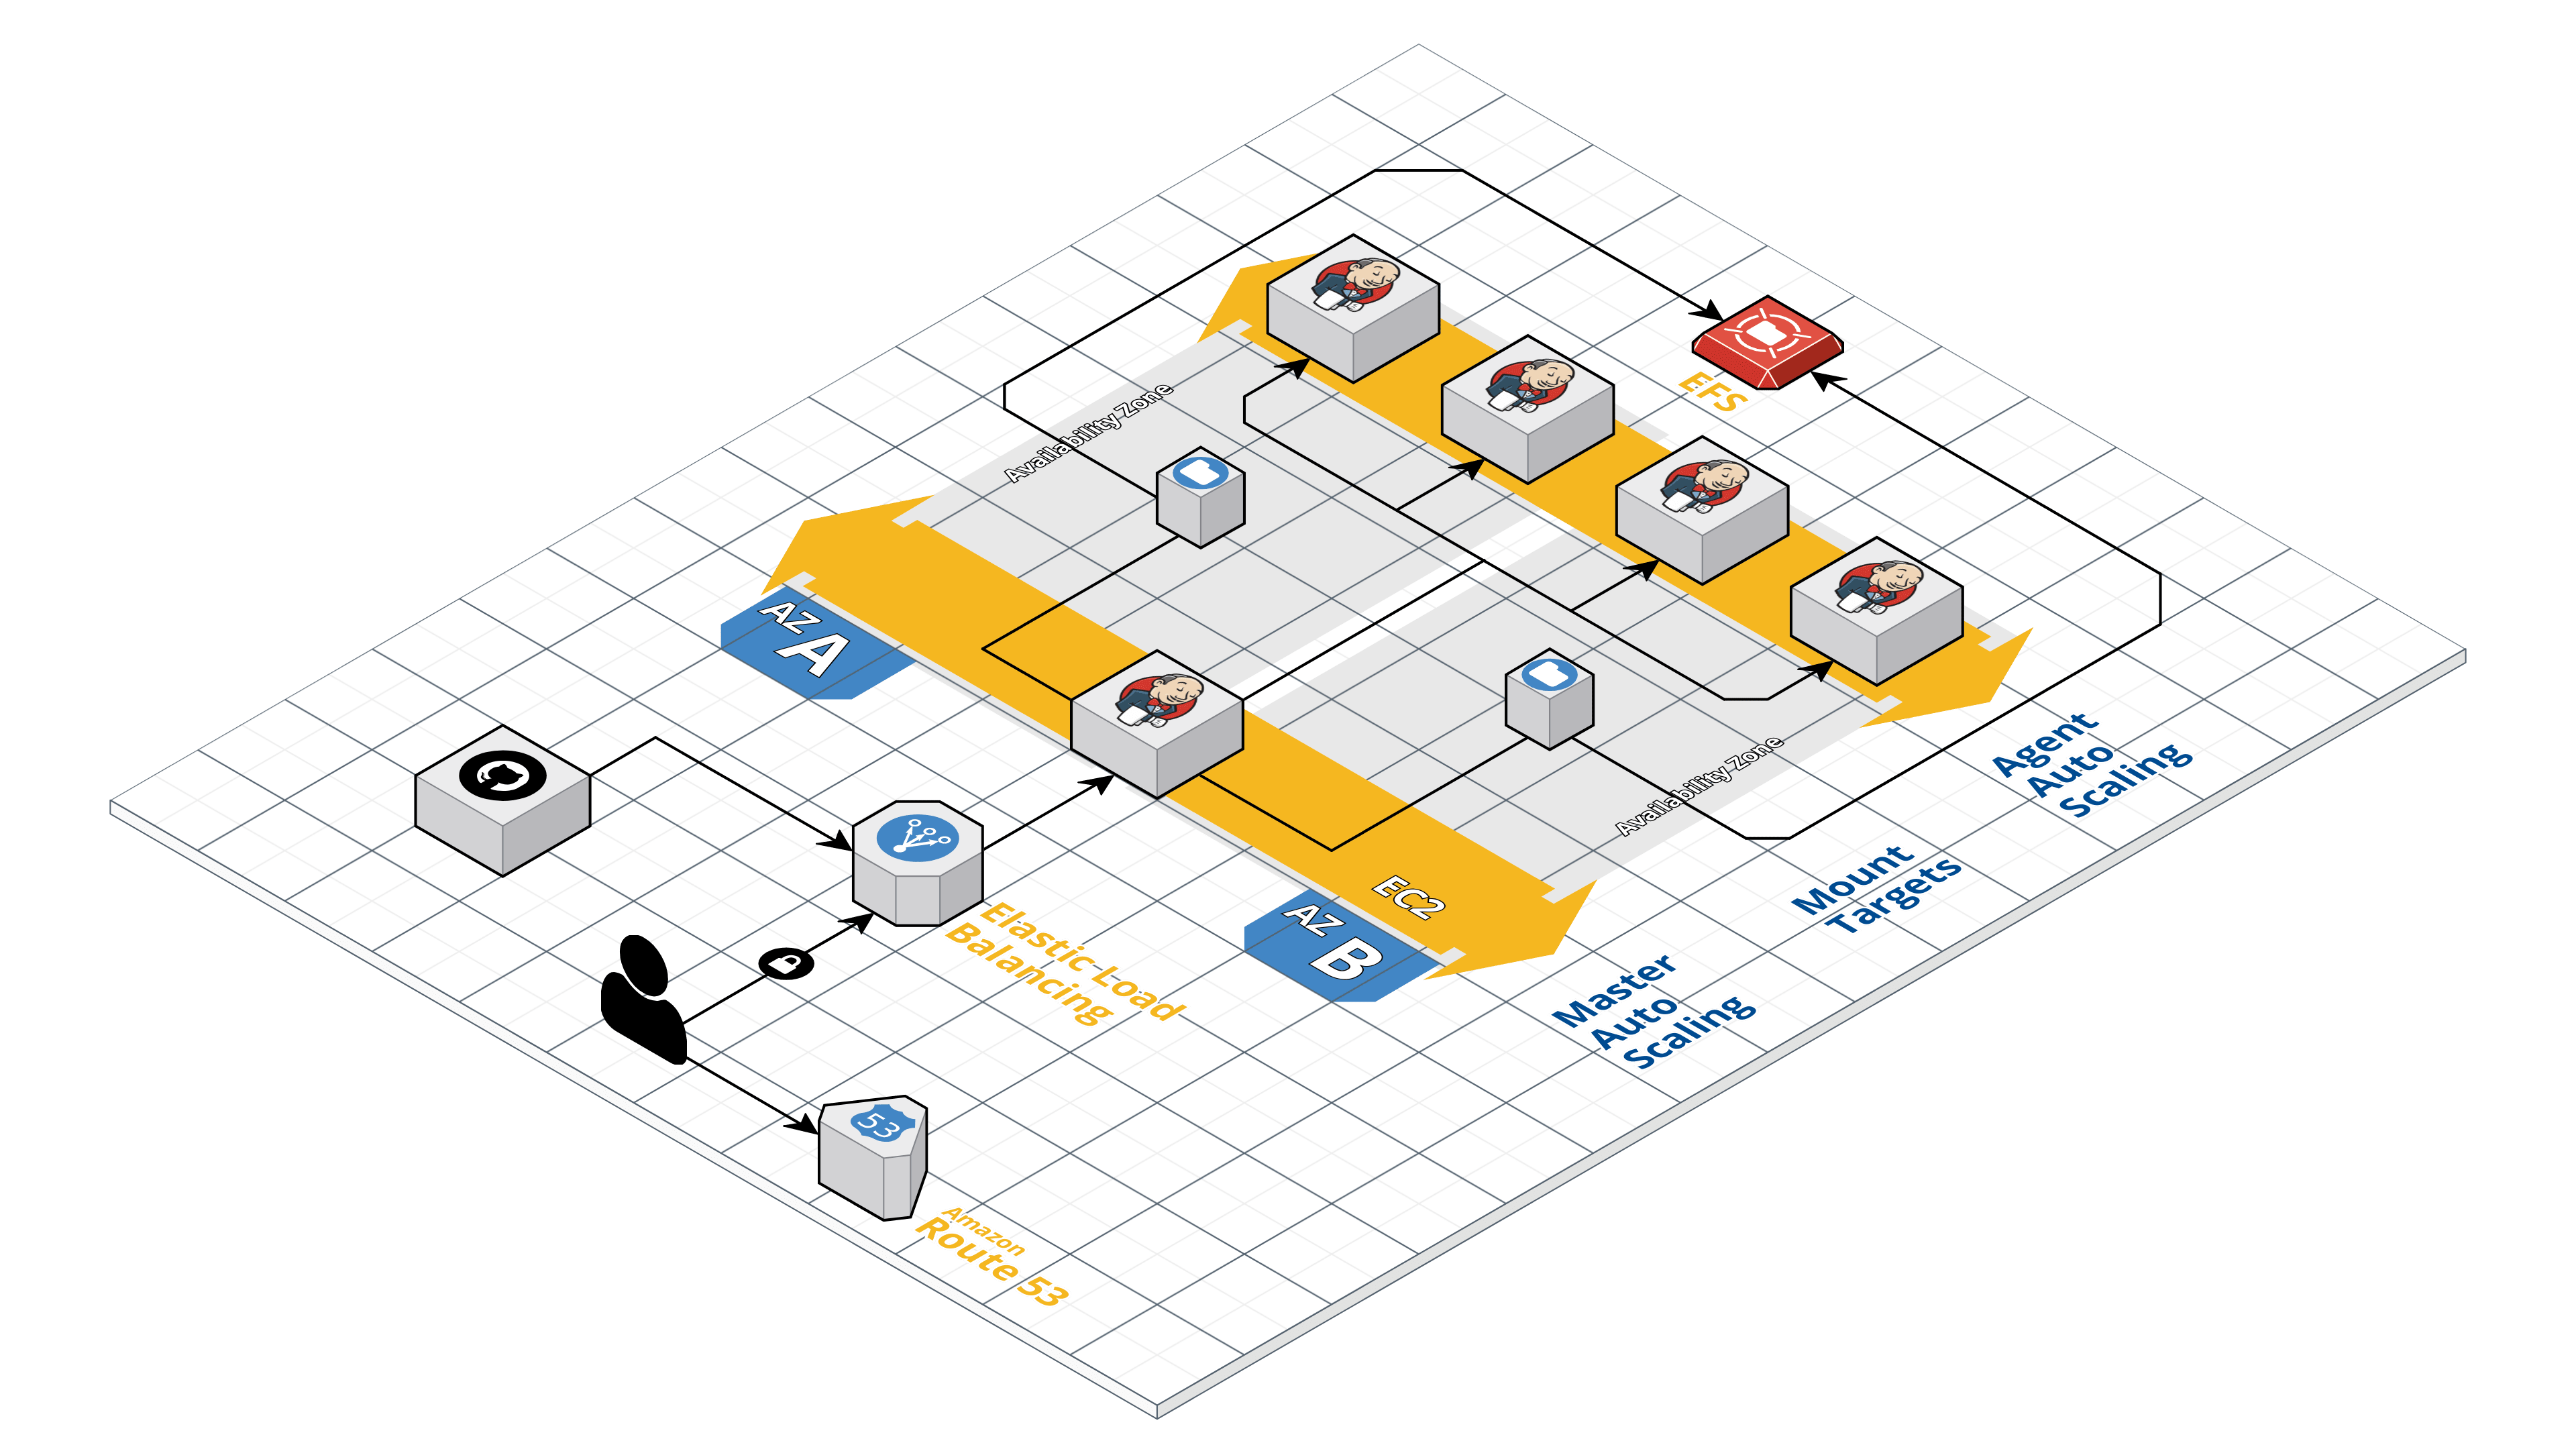 Availability Zone
EFS
AZ
A
Availability Zone
EC2
AZ
B
Elastic Load
Balancing
53
Amazon
Route 53
Agent
Auto
Scaling
Mount
Targets
Master
Auto
Scaling